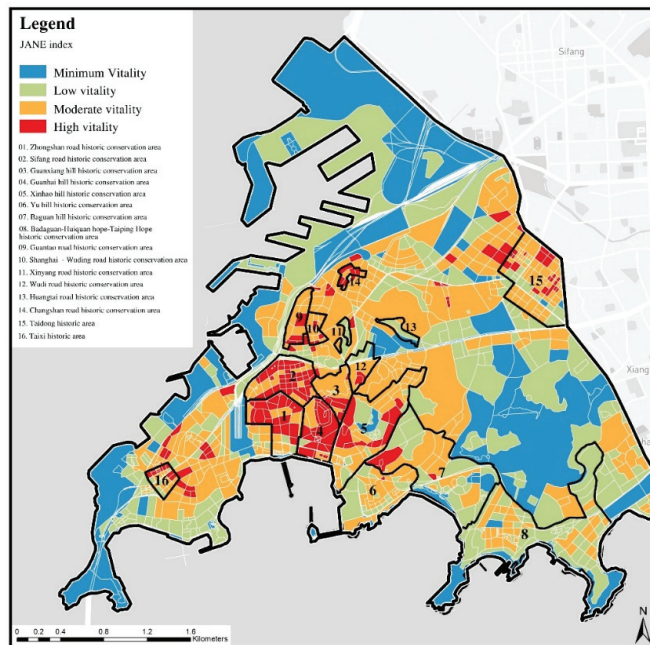 Legend
JANE index
Minimum Vitality
Low vitality
Moderate vitality
High vitality
01. Zhongshan road historic conservation area
02. Sifang road historic conservation area
03. Guanxiang hill historic conservation area
04. Guanhai hill historic conservation area
05. Xinhao hill historic conservation area
06. Yu hill historic conservation area
07. Baguan hill historic conservation area
08. Badaguan-Huiquan hope-Taiping Hope
historic conservation area
09. Guantao road historic conservation area
10. Shanghai - Wuding road historic conservation area
11. Xinyang road historic conservation area
12. Wudi road historic conservation area
13. Huangtai road historic conservation area
14. Changshan road historic conservation area
15. Taidong historic area
16. Taixi historic area
Sifang
15
14
9
10
11
13
12
2
3
1
4
5
Xiang
16
6
7
8
N
0 0.2 0.4 0.8 1.2 1.6
Kilometers